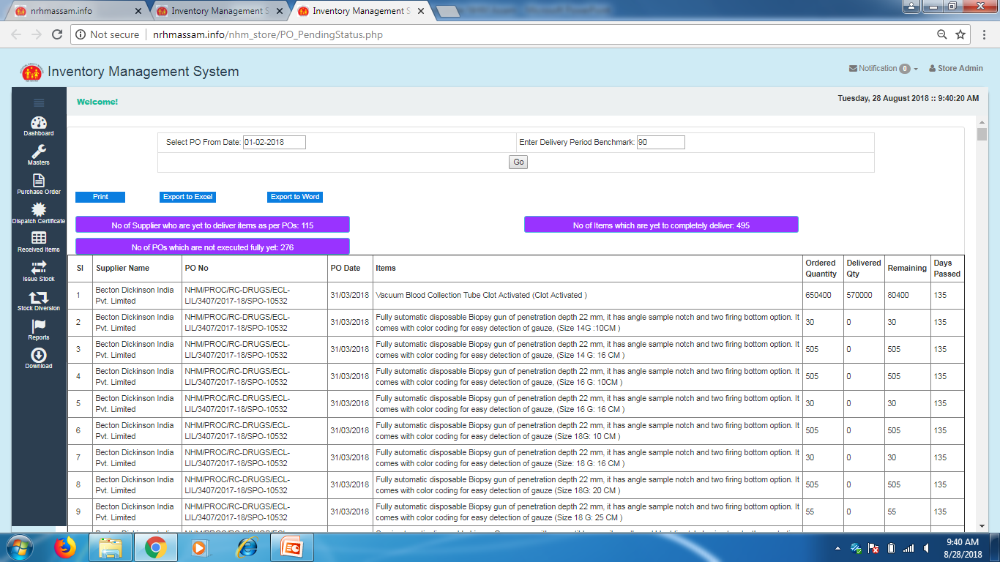 nrhmassam.info
Inventory Management S
Inventory Management S
Not secure
nrhmassam.info/nhm_store/PO_PendingStatus.php
Inventory Management System
Notification 0
Store Admin
Welcome!
Tuesday, 28 August 2018 :: 9:40:20 AM
Dashboard
Masters
Purchase Order
Dispatch Certificate
Received Items
Issue Stock
Stock Diversion
Reports
Download
Select PO From Date: 01-02-2018
Enter Delivery Period Benchmark: 90
Go
Print
Export to Excel
Export to Word
No of Supplier who are yet to deliver items as per POs: 115
No of Items which are yet to completely deliver: 495
No of POs which are not executed fully yet: 276
Sl
Supplier Name
PO No
PO Date
Items
Ordered
Quantity
Delivered
Qty
Remaining
Days
Passed
1
Becton Dickinson India
Pvt. Limited
NHM/PROC/RC-DRUGS/ECL-
LIL/3407/2017-18/SPO-10532
31/03/2018
Vacuum Blood Collection Tube Clot Activated (Clot Activated )
650400
570000
80400
135
2
Becton Dickinson India
Pvt. Limited
NHM/PROC/RC-DRUGS/ECL-
LIL/3407/2017-18/SPO-10532
31/03/2018
Fully automatic disposable Biopsy gun of penetration depth 22 mm, it has angle sample notch and two firing bottom option. It
comes with color coding for easy detection of gauze, (Size 14G :10CM )
30
0
30
135
3
Becton Dickinson India
Pvt. Limited
NHM/PROC/RC-DRUGS/ECL-
LIL/3407/2017-18/SPO-10532
31/03/2018
Fully automatic disposable Biopsy gun of penetration depth 22 mm, it has angle sample notch and two firing bottom option. It
comes with color coding for easy detection of gauze, (Size 14 G: 16 CM )
505
0
505
135
4
Becton Dickinson India
Pvt. Limited
NHM/PROC/RC-DRUGS/ECL-
LIL/3407/2017-18/SPO-10532
31/03/2018
Fully automatic disposable Biopsy gun of penetration depth 22 mm, it has angle sample notch and two firing bottom option. It
comes with color coding for easy detection of gauze, (Size 16 G: 10CM )
505
0
505
135
5
Becton Dickinson India
Pvt. Limited
NHM/PROC/RC-DRUGS/ECL-
LIL/3407/2017-18/SPO-10532
31/03/2018
Fully automatic disposable Biopsy gun of penetration depth 22 mm, it has angle sample notch and two firing bottom option. It
comes with color coding for easy detection of gauze, (Size 16 G: 16 CM )
30
0
30
135
6
Becton Dickinson India
Pvt. Limited
NHM/PROC/RC-DRUGS/ECL-
LIL/3407/2017-18/SPO-10532
31/03/2018
Fully automatic disposable Biopsy gun of penetration depth 22 mm, it has angle sample notch and two firing bottom option. It
comes with color coding for easy detection of gauze (Size 18G: 10 CM )
505
0
505
135
7
Becton Dickinson India
Pvt. Limited
NHM/PROC/RC-DRUGS/ECL-
LIL/3407/2017-18/SPO-10532
31/03/2018
Fully automatic disposable Biopsy gun of penetration depth 22 mm, it has angle sample notch and two firing bottom option. It
comes with color coding for easy detection of gauze (Size: 18 G: 16 CM )
30
0
30
135
8
Becton Dickinson India
Pvt. Limited
NHM/PROC/RC-DRUGS/ECL-
LIL/3407/2017-18/SPO-10532
31/03/2018
Fully automatic disposable Biopsy gun of penetration depth 22 mm, it has angle sample notch and two firing bottom option. It
comes with color coding for easy detection of gauze (Size 18G: 20 CM )
505
0
505
135
9
Becton Dickinson India
Pvt. Limited
NHM/PROC/RC-DRUGS/ECL-
LIL/3407/2017-18/SPO-10532
31/03/2018
Fully automatic disposable Biopsy gun of penetration depth 22 mm, it has angle sample notch and two firing bottom option. It
comes with color coding for easy detection of gauze (Size 18 G: 25 CM )
55
0
55
135
9:40 AM
8/28/2018